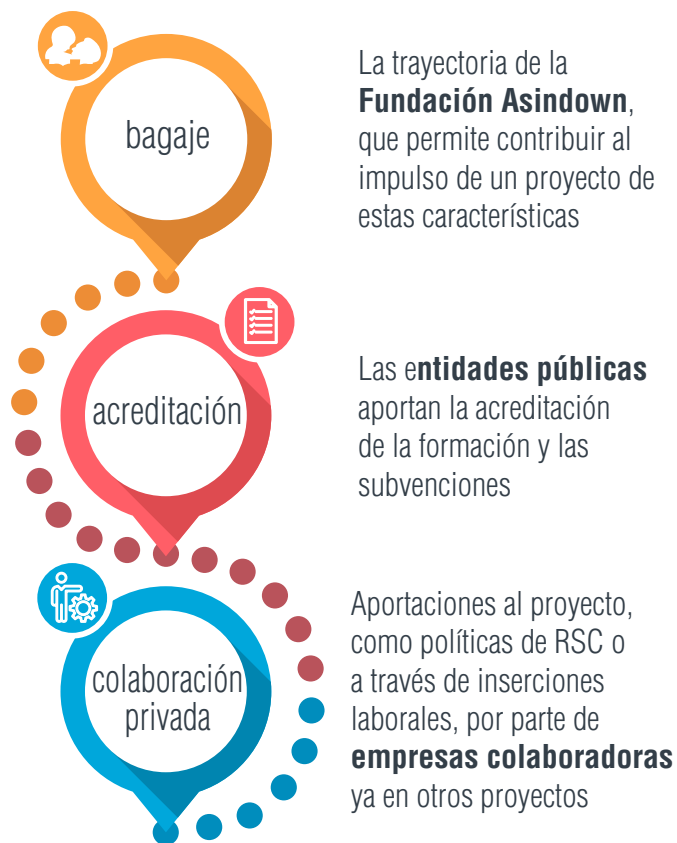 bagaje
La trayectoria de la
Fundación Asindown,
que permite contribuir al
impulso de un proyecto de
estas característícas
acreditación
Las entidades públicas
aportan la acreditación
de la formación y las
subvenciones
colaboración
privada
Aportaciones al proyecto,
como políticas de RSC o
a través de inserciones
laborales, por parte de
empresas colaboradoras
ya en otros proyectos